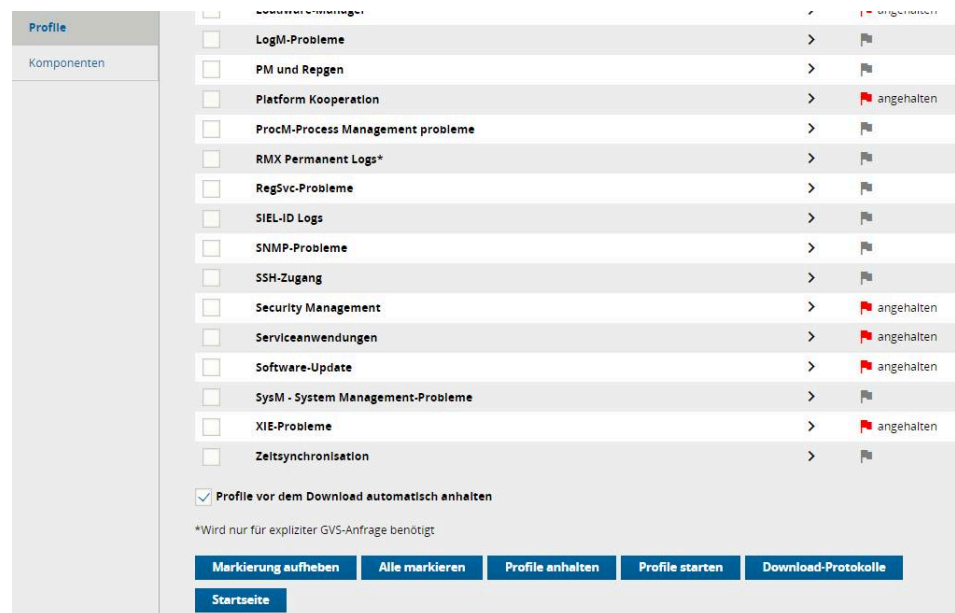 Profile
Komponenten
angehalten
LogM-Probleme
PM und Repgen
Platform Kooperation
angehalten
ProcM-Process Management probleme
RMX Permanent Logs*
RegSvc-Probleme
SIEL-ID Logs
SNMP-Probleme
SSH-Zugang
Security Management
angehalten
Serviceanwendungen
angehalten
Software-Update
angehalten
SysM - System Management-Probleme
XIE-Probleme
angehalten
Zeitsynchronisation
Profile vor dem Download automatisch anhalten
*Wird nur für expliziter GVS-Anfrage benötigt
Markierung aufheben
Alle markieren
Profile anhalten
Profile starten
Download-Protokolle
Startseite